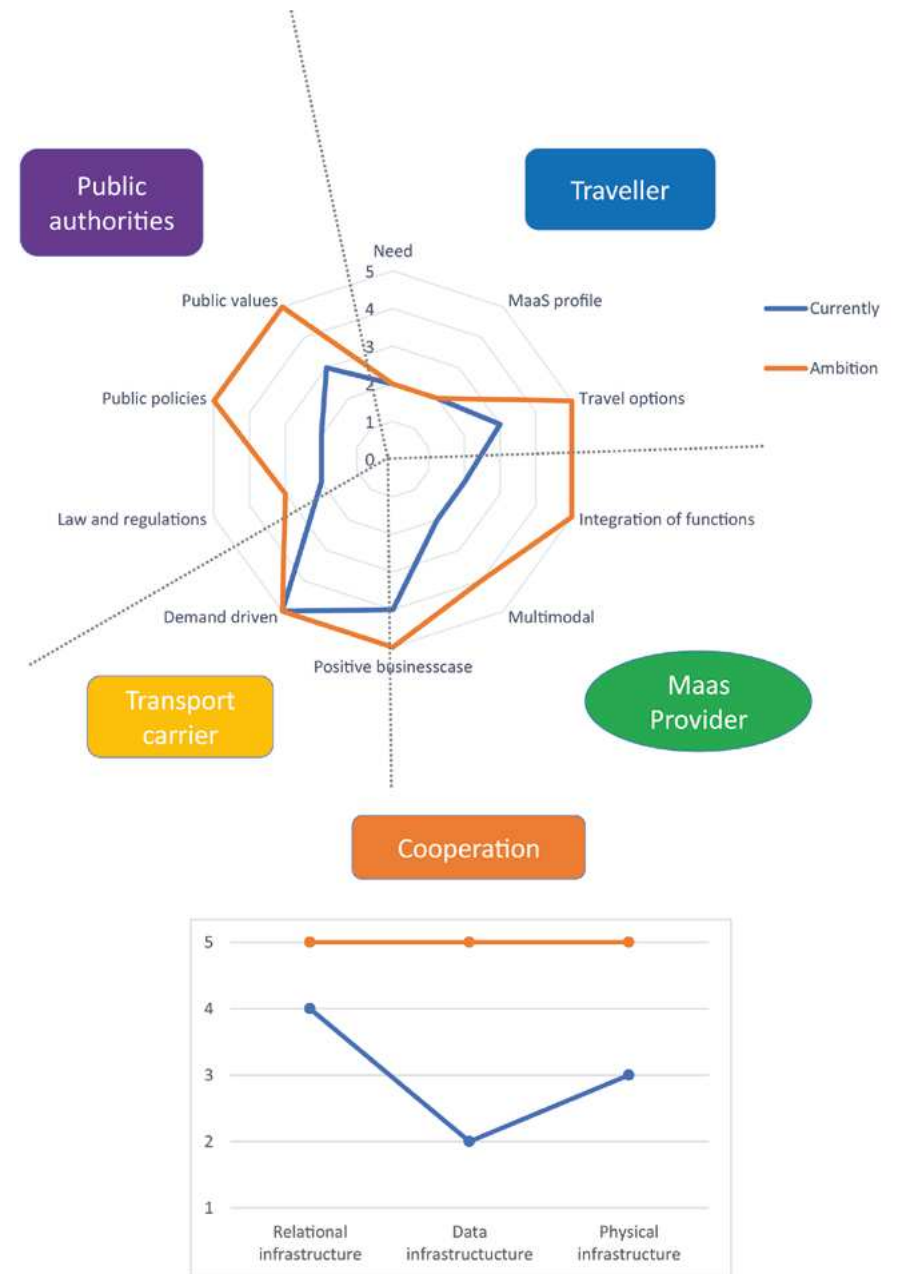 Public
authorities
Traveller
Need
5
4
3
2
1
0
MaaS profile
Public values
Currently
Ambition
Public policies
Travel options
Law and regulations
Integration of functions
Demand driven
Multimodal
Positive businesscase
Transport
carrier
Maas
Provider
Cooperation
5
4
3
2
1
Relational
infrastructure
Data
infrastructucture
Physical
infrastructure